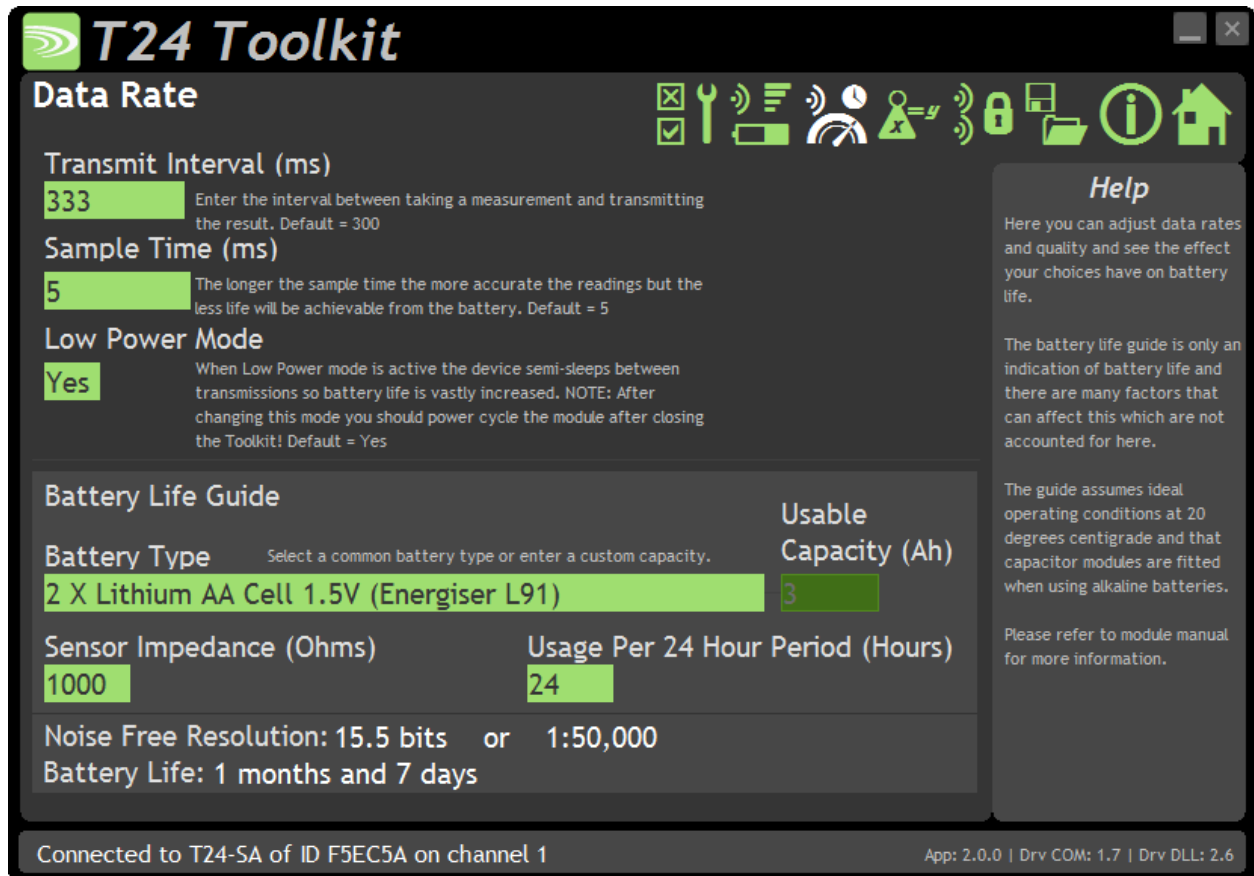 T24 Toolkit
Data Rate
Transmit Interval (ms)
333
Enter the interval between taking a measurement and transmitting
the result. Default = 300
Sample Time (ms)
5
The longer the sample time the more accurate the readings but the
less life will be achievable from the battery. Default = 5
Low Power Mode
Yes
When Low Power mode is active the device semi-sleeps between
transmissions so battery life is vastly increased. NOTE: After
changing this mode you should power cycle the module after closing
the Toolkit! Default = Yes
Battery Life Guide
Battery Type
Select a common battery type or enter a custom capacity.
Usable
Capacity (Ah)
2 X Lithium AA Cell 1.5V (Energiser L91)
3
Sensor Impedance (Ohms)
Usage Per 24 Hour Period (Hours)
1000
24
Noise Free Resolution: 15.5 bits or 1:50,000
Battery Life: 1 months and 7 days
x=y
Help
Here you can adjust data rates
and quality and see the effect
your choices have on battery
life.
The battery life guide is only an
indication of battery life and
there are many factors that
can affect this which are not
accounted for here.
The guide assumes ideal
operating conditions at 20
degrees centigrade and that
capacitor modules are fitted
when using alkaline batteries.
Please refer to module manual
for more information.
Connected to T24-SA of ID F5EC5A on channel 1
App: 2.0.0 | Drv COM: 1.7 | Drv DLL: 2.6